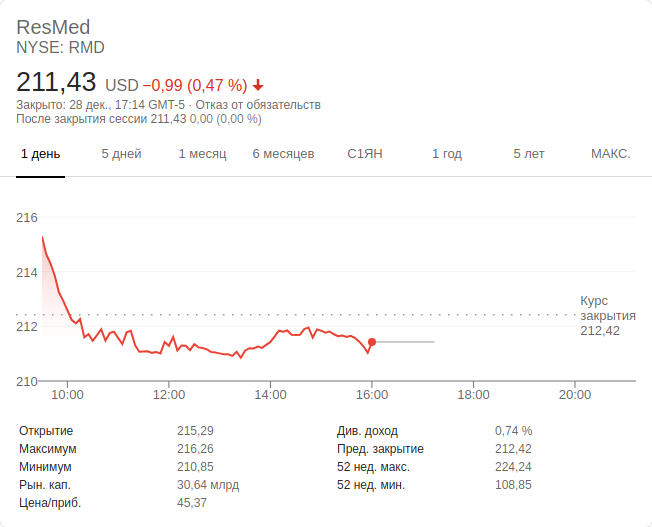 ResMed
NYSE: RMD
211,43 USD −0,99 (0,47 %)
Закрыто: 28 дек., 17:14 GMT-5 · Отказ от обязательств
После закрытия сессии 211,43 0,00 (0,00 %)
1 день 5 дней 1 месяц 6 месяцев С1ЯН 1 год 5 лет МАКС.
216
214
Курс
закрытия
212,42
212
210
10:00 12:00 14:00 16:00 18:00 20:00
Открытие 215,29 Див. доход 0,74 %
Максимум 216,26 Пред. закрытие 212,42
Минимум 210,85 52 нед. макс. 224,24
Рын. кап. 30,64 млрд 52 нед. мин. 108,85
Цена/приб. 45,37